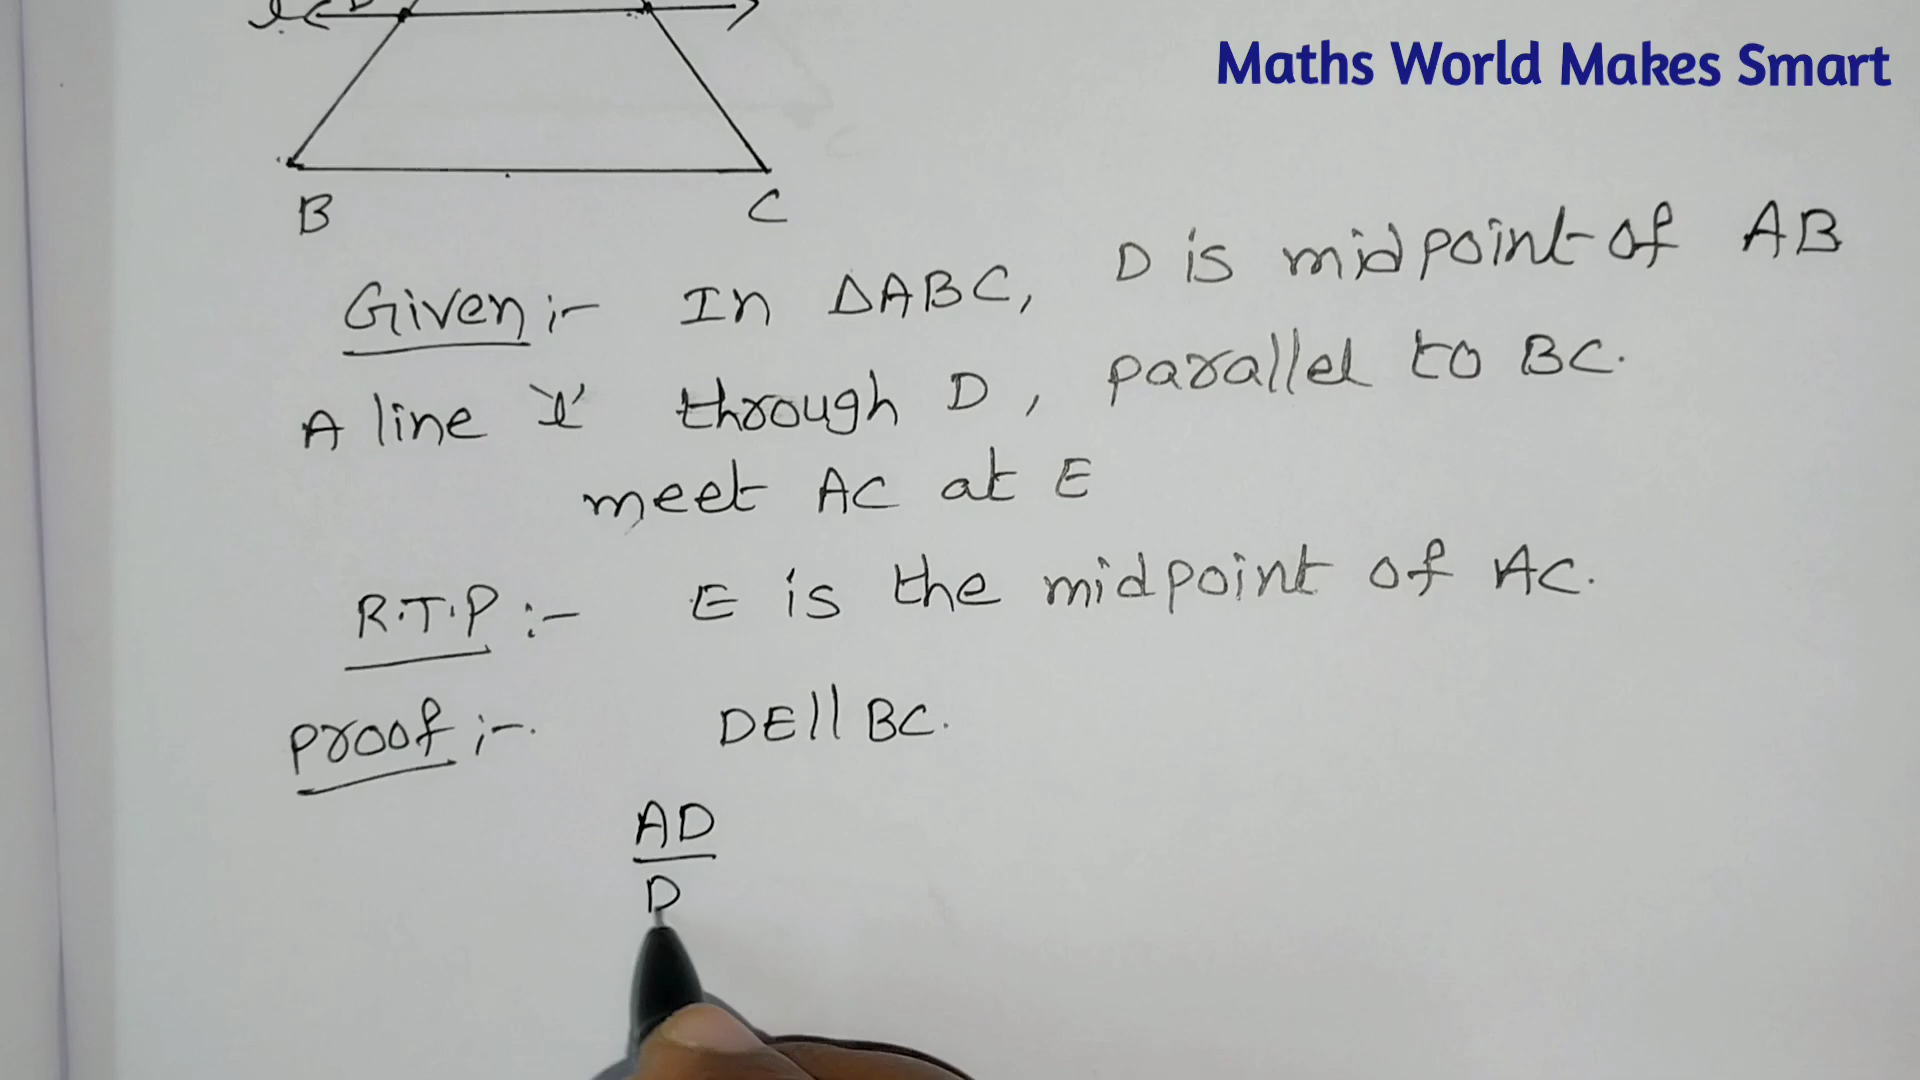 Maths World Makes Smart
B C
Given :- In ΔABC, D is midpoint of AB
A line 'l' through D, parallel to BC.
meet AC at E
R.T.P :- E is the midpoint of AC.
Proof :- DE || BC.
AD
D